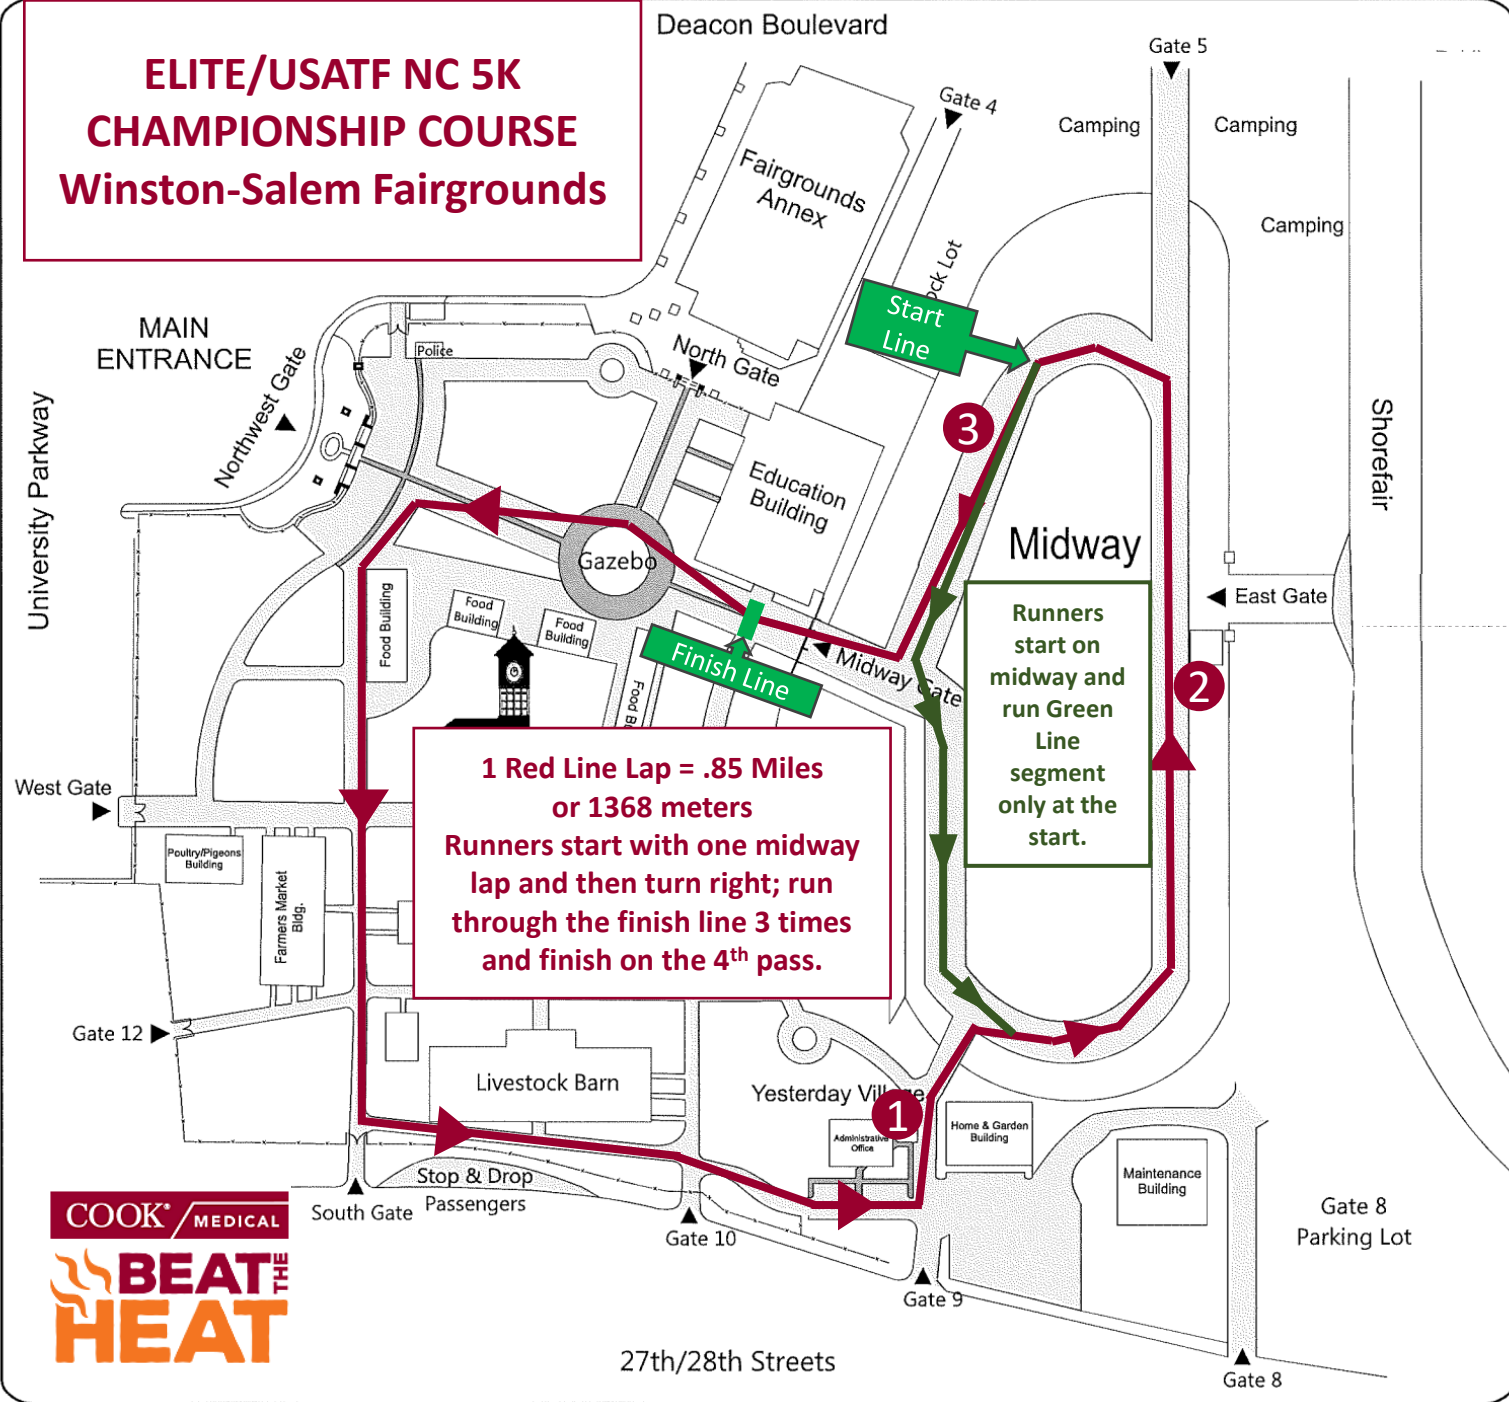 Deacon Boulevard
ELITE/USATF NC 5K
CHAMPIONSHIP COURSE
Winston-Salem Fairgrounds
Gate 5
Gate 4
Camping
Camping
Camping
Fairgrounds
Annex
ock Lot
Start
Line
MAIN
ENTRANCE
Police
North Gate
Northwest Gate
University Parkway
Shorefair
3
Education
Building
Midway
Gazebo
East Gate
Food
Building
Food
Building
Food Building
Finish Line
Midway Gate
Runners
start on
midway and
run Green
Line
segment
only at the
start.
2
1 Red Line Lap = .85 Miles
or 1368 meters
Runners start with one midway
lap and then turn right; run
through the finish line 3 times
and finish on the 4th pass.
West Gate
Poultry/Pigeons
Building
Farmers Market
Bldg.
Gate 12
Livestock Barn
Yesterday Village
1
Administrative
Office
Home & Garden
Building
Maintenance
Building
Stop & Drop
Passengers
South Gate
Gate 10
Gate 9
Gate 8
Parking Lot
COOK® MEDICAL
BEAT THE
HEAT
27th/28th Streets
Gate 8